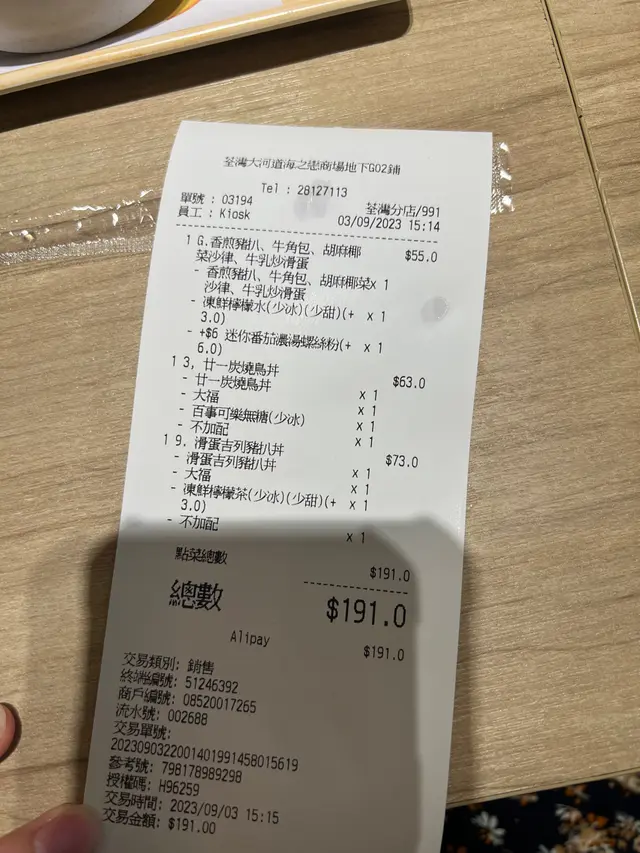 荃灣大河道海之戀商場地下G02鋪
Tel : 28127113
單號 : 03194
荃灣分店/991
員工 : Kiosk
03/09/2023 15:14
1 G.香煎豬扒、牛角包、胡麻椰菜沙律、牛乳炒滑蛋 $55.0
- 香煎豬扒、牛角包、胡麻椰菜沙律、牛乳炒滑蛋 x 1
- 凍鮮檸檬水(少冰)(少甜)(+3.0) x 1
- +$6 迷你番茄濃湯螺絲粉(+6.0) x 1
1 3, 廿一炭燒鳥丼 $63.0
- 廿一炭燒鳥丼 x 1
- 大福 x 1
- 百事可樂無糖(少冰) x 1
- 不加配 x 1
1 9, 滑蛋吉列豬扒丼 $73.0
- 滑蛋吉列豬扒丼 x 1
- 大福 x 1
- 凍鮮檸檬茶(少冰)(少甜)(+3.0) x 1
- 不加配 x 1
點菜總數 $191.0
總數 $191.0
Alipay $191.0
交易類別: 銷售
終端編號: 51246392
商戶編號: 08520017265
流水號: 002688
交易單號:
2023090322001401991458015619
參考號: 798178989298
授權碼: H96259
交易時間: 2023/09/03 15:15
交易金額: $191.00